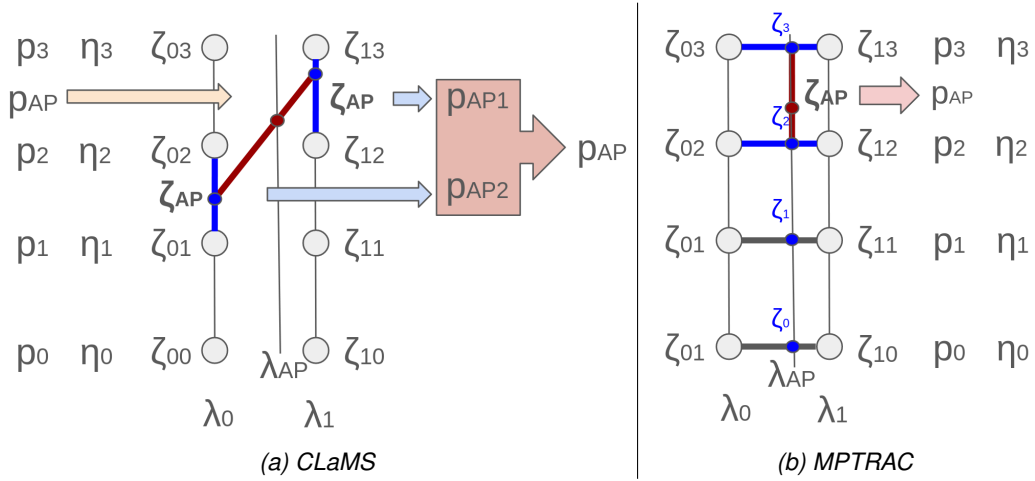 p3 η3 ζ03 ζ13
pAP ζAP pAP1
p2 η2 ζ02 ζ12 pAP
ζAP pAP2
p1 η1 ζ01 ζ11
p0 η0 ζ00 ζ10
λAP
λ0 λ1
(a) CLaMS
ζ3
ζ03 ζ13 p3 η3
ζAP pAP
ζ2
ζ02 ζ12 p2 η2
ζ1
ζ01 ζ11 p1 η1
ζ0
ζ01 ζ10 p0 η0
λAP
λ0 λ1
(b) MPTRAC